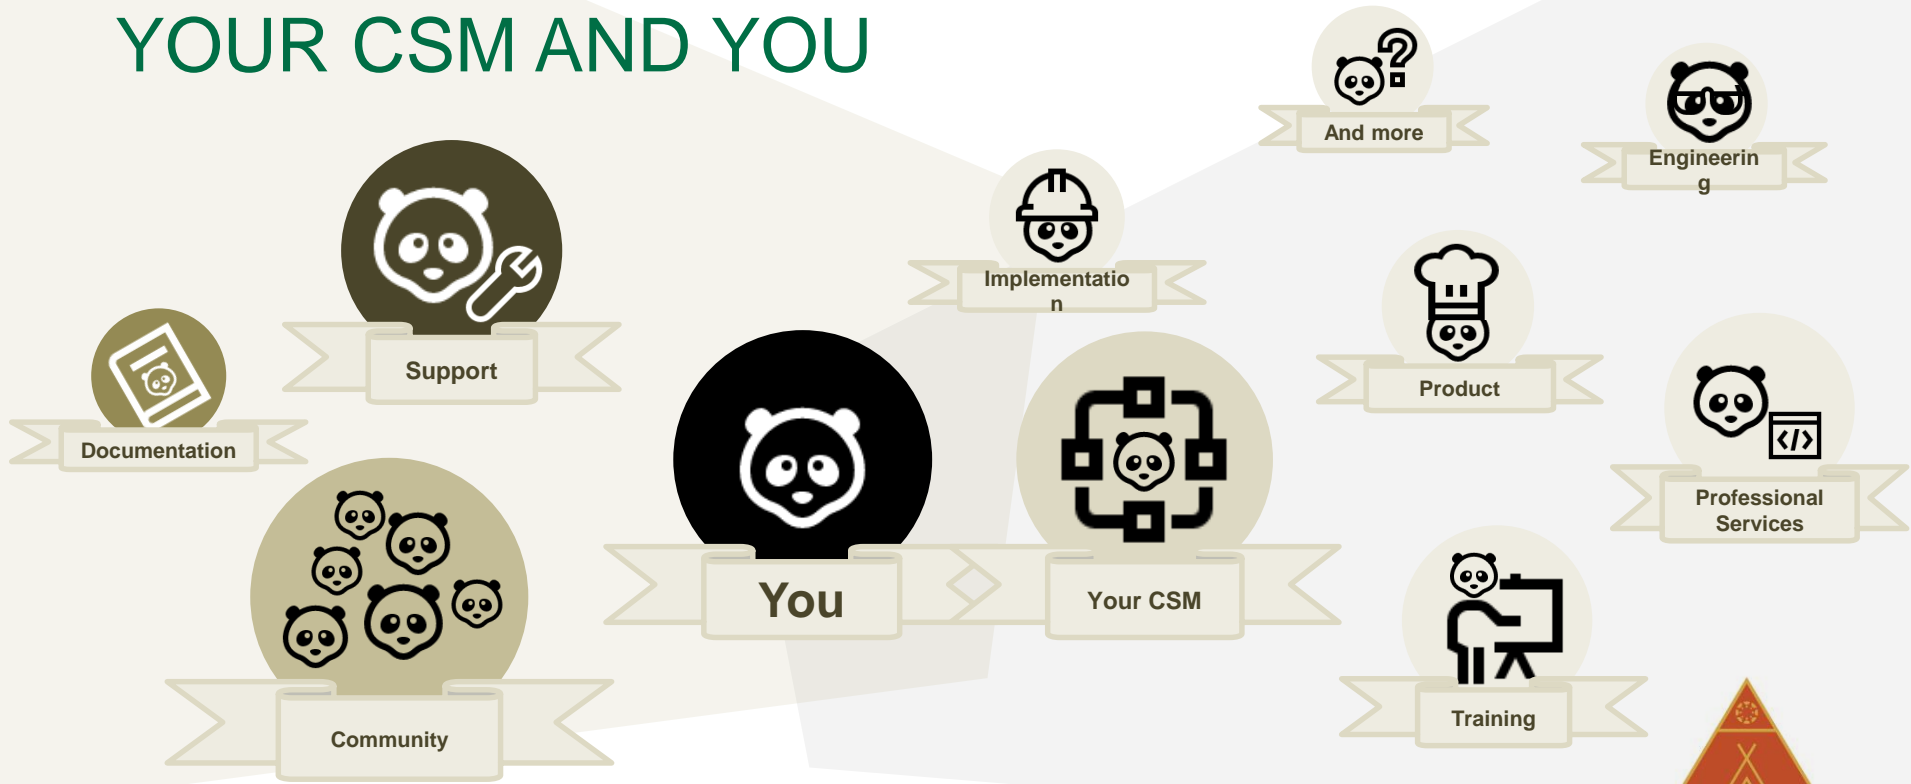 YOUR CSM AND YOU
And more
Engineerin
g
Implementatio
n
Support
Product
Documentation
Professional
Services
You
Your CSM
Training
Community